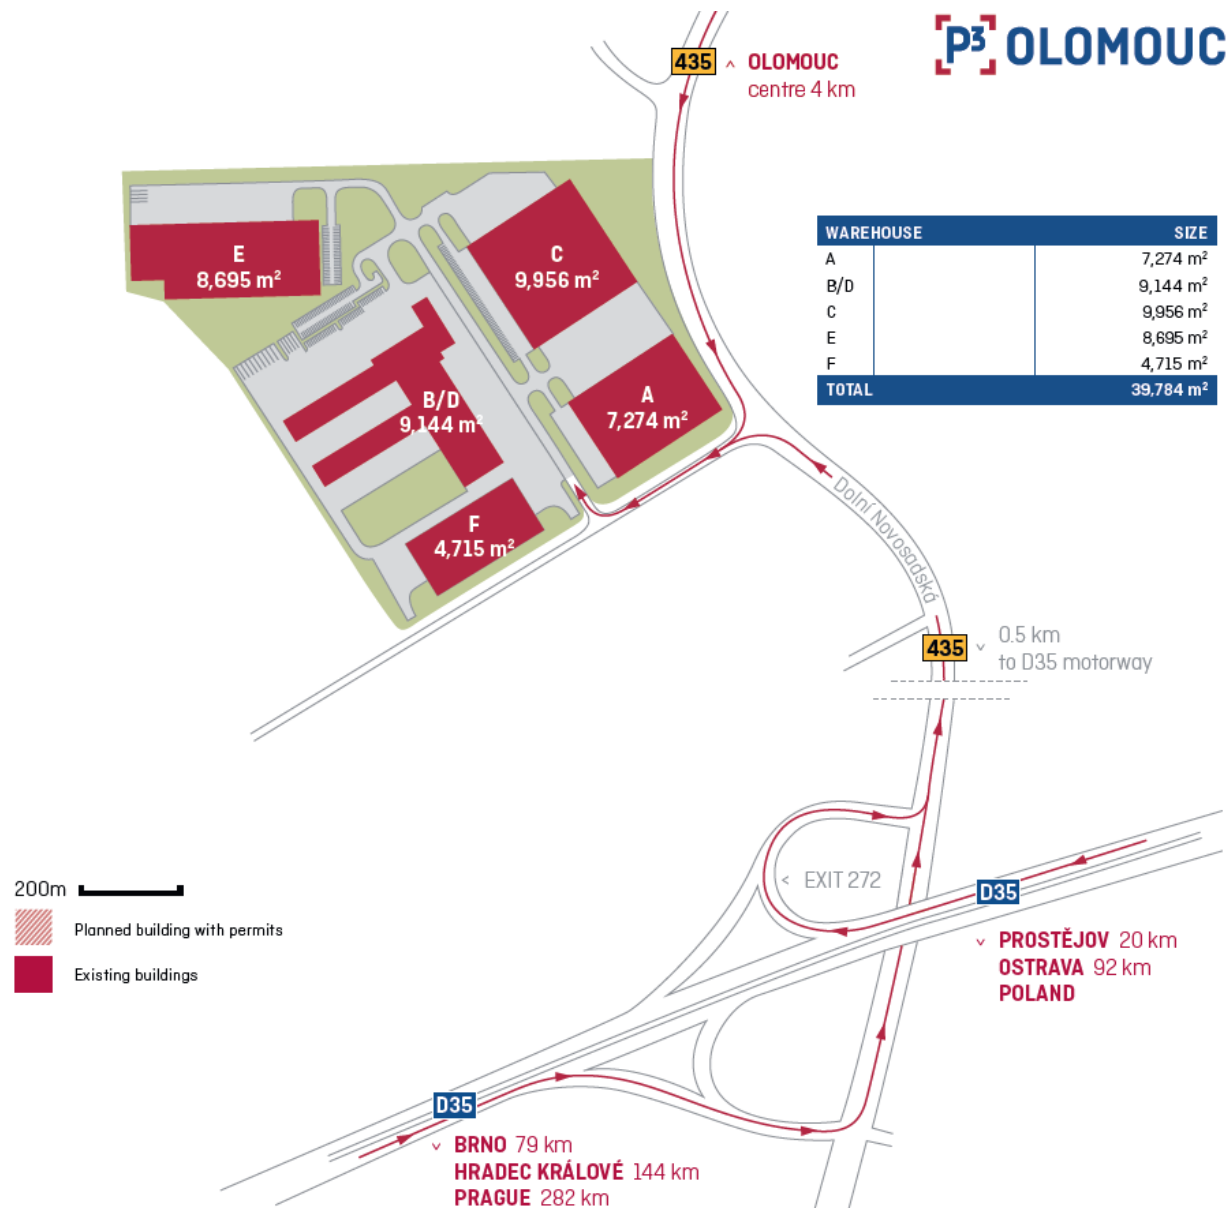 P3 OLOMOUC
435
OLOMOUC
centre 4 km
WAREHOUSE SIZE
A 7,274 m²
B/D 9,144 m²
C 9,956 m²
E 8,695 m²
F 4,715 m²
TOTAL 39,784 m²
E
8,695 m²
C
9,956 m²
B/D
9,144 m²
A
7,274 m²
F
4,715 m²
Dolní Novosadská
435
0.5 km
to D35 motorway
EXIT 272
D35
PROSTĚJOV 20 km
OSTRAVA 92 km
POLAND
200m
Planned building with permits
Existing buildings
D35
BRNO 79 km
HRADEC KRÁLOVÉ 144 km
PRAGUE 282 km